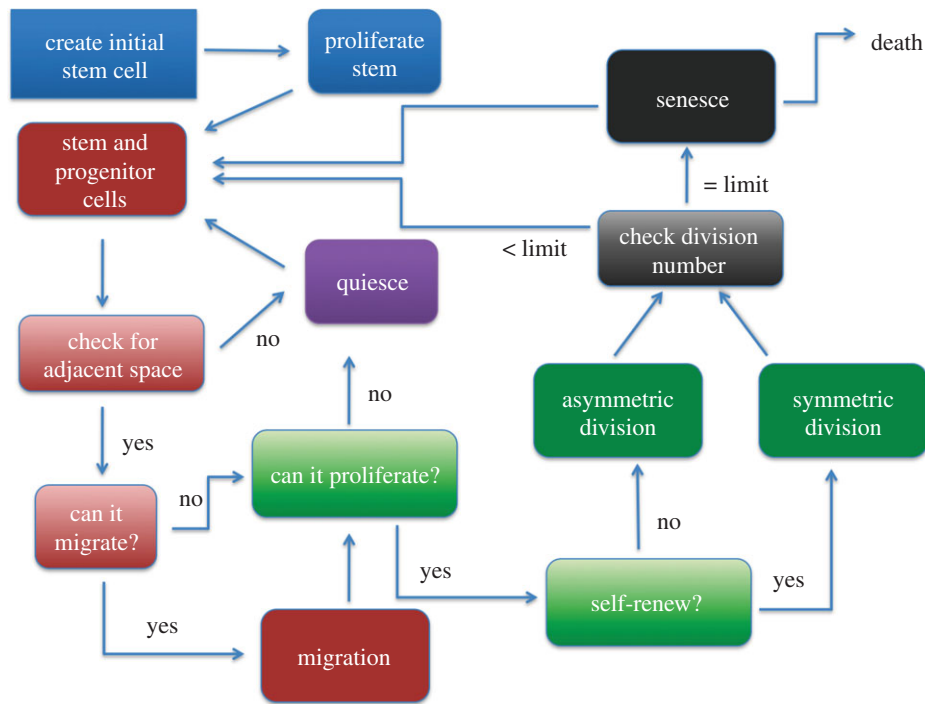 create initial
stem cell
proliferate
stem
death
senesce
stem and
progenitor
cells
= limit
< limit
check division
number
quiesce
check for
adjacent space
no
no
asymmetric
division
symmetric
division
yes
can it proliferate?
can it
migrate?
no
no
yes
self-renew?
yes
yes
migration